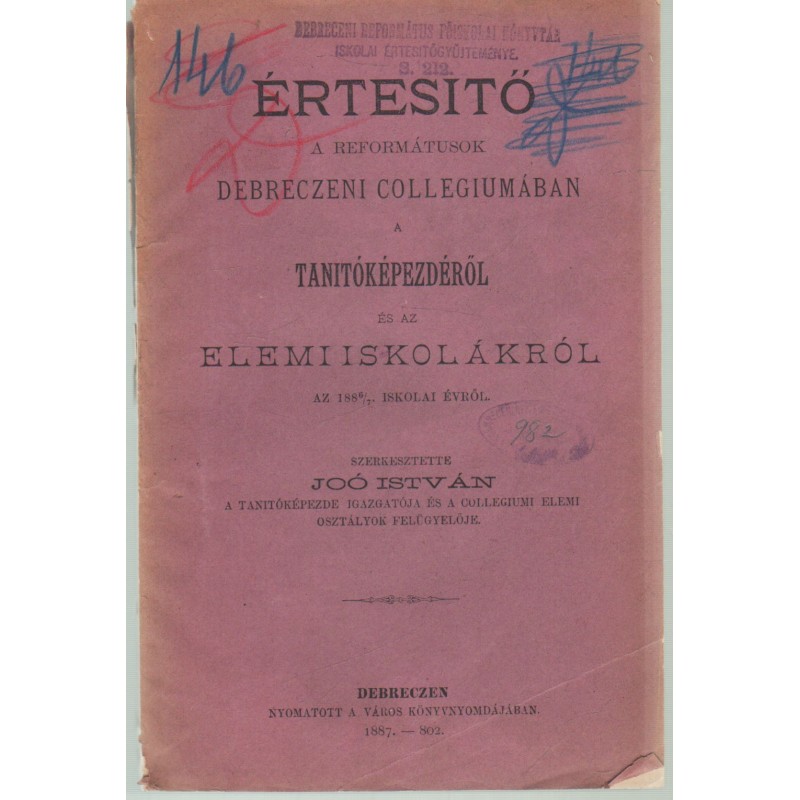 DEBRECENI REFORMÁTUS FŐISKOLAI KÖNYVTÁR
ISKOLAI ÉRTESITŐGYÜJTEMÉNYE.
S. 212.
146
146
ÉRTESITŐ
A REFORMÁTUSOK
DEBRECZENI COLLEGIUMÁBAN
A
TANITÓKÉPEZDÉRŐL
ÉS AZ
ELEMI ISKOLÁKRÓL
AZ 188⁶/₇. ISKOLAI ÉVRŐL.
982
SZERKESZTETTE
JOÓ ISTVÁN
A TANITÓKÉPEZDE IGAZGATÓJA ÉS A COLLEGIUMI ELEMI
OSZTÁLYOK FELÜGYELŐJE.
DEBRECZEN
NYOMATOTT A VÁROS KÖNYVNYOMDÁJÁBAN.
1887. — 802.